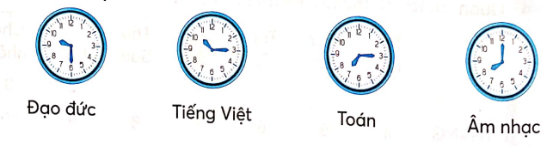 Đạo đức
Tiếng Việt
Toán
Âm nhạc